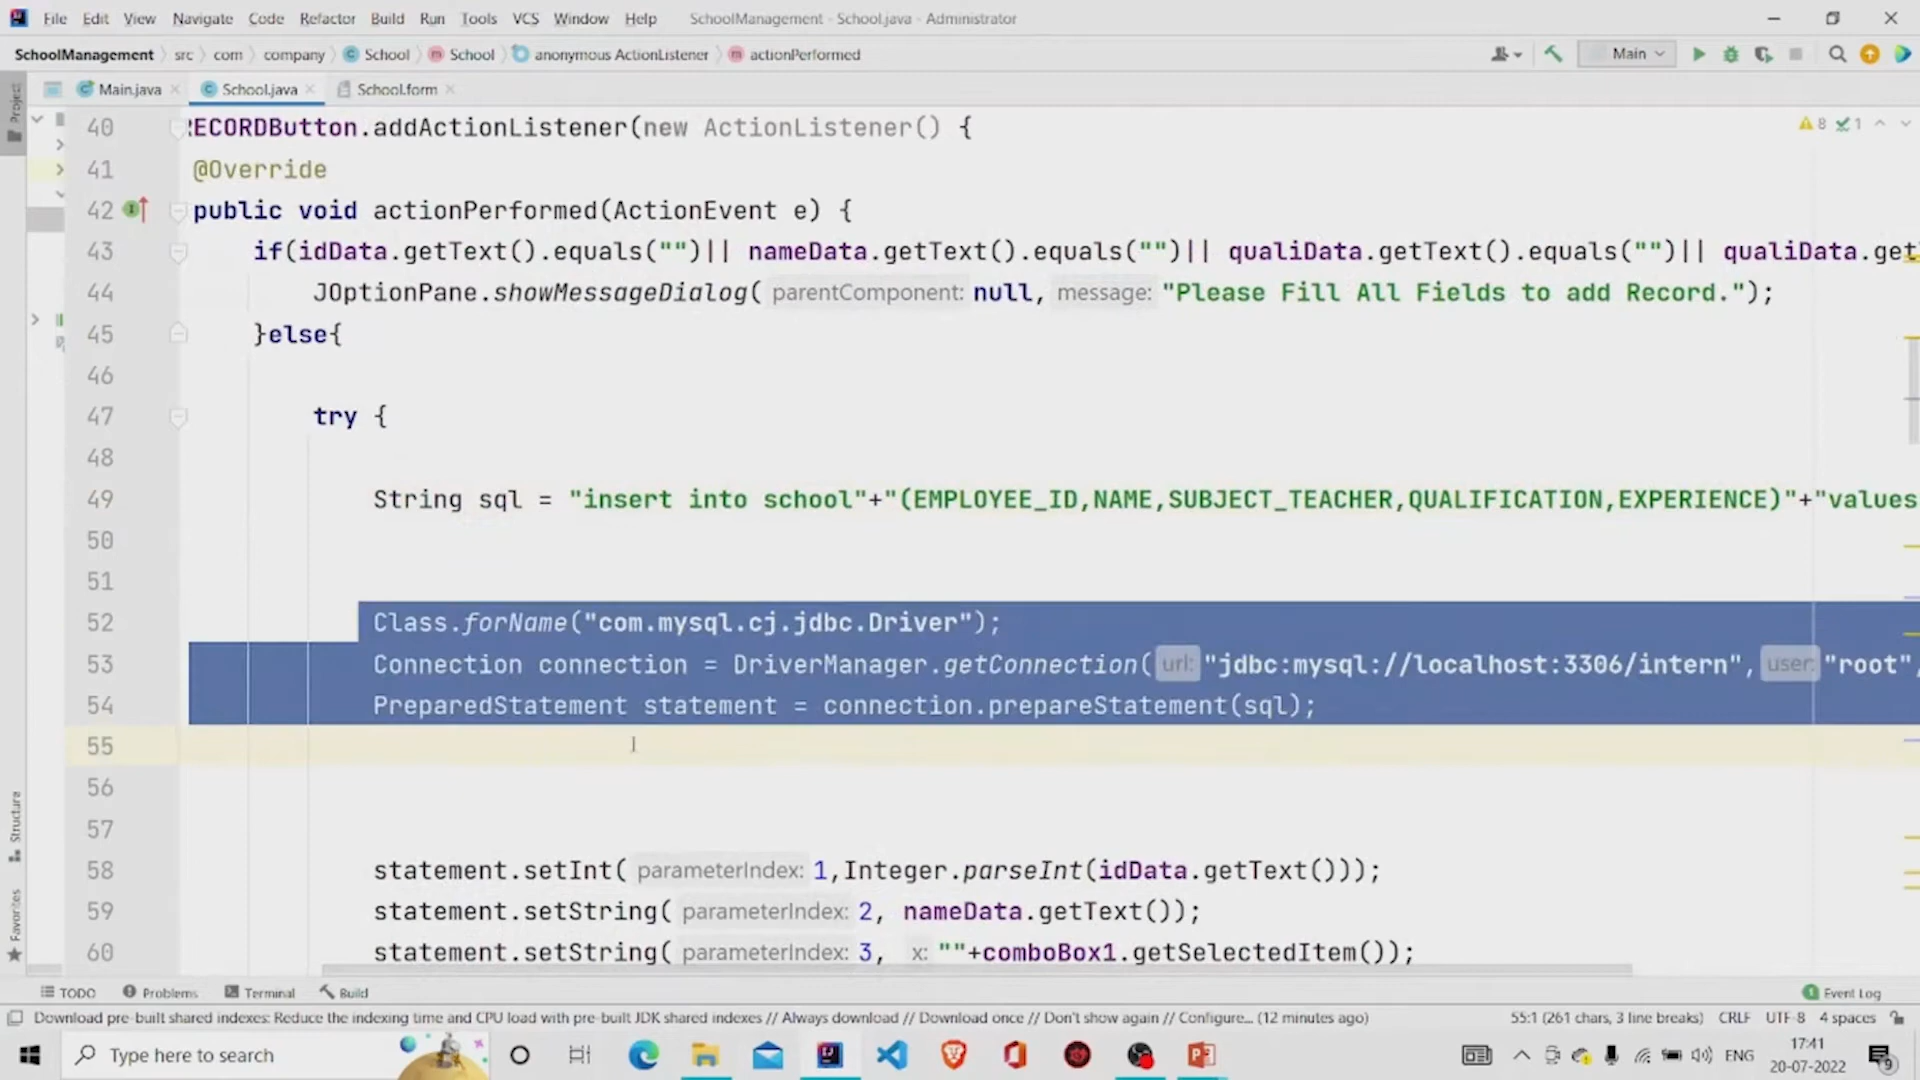 File Edit View Navigate Code Refactor Build Run Tools VCS Window Help SchoolManagement - School.java - Administrator
SchoolManagement src com company School School anonymous ActionListener actionPerformed Main
Main.java School.java School.form
Project
8 1
40 ECORDButton.addActionListener(new ActionListener() {
41 @Override
42 public void actionPerformed(ActionEvent e) {
43 if(idData.getText().equals("")|| nameData.getText().equals("")|| qualiData.getText().equals("")|| qualiData.get
44 JOptionPane.showMessageDialog( parentComponent: null, message: "Please Fill All Fields to add Record.");
45 }else{
46
47 try {
48
49 String sql = "insert into school"+"(EMPLOYEE_ID,NAME,SUBJECT_TEACHER,QUALIFICATION,EXPERIENCE)"+"values
50
51
52 Class.forName("com.mysql.cj.jdbc.Driver");
53 Connection connection = DriverManager.getConnection( url: "jdbc:mysql://localhost:3306/intern", user: "root",
54 PreparedStatement statement = connection.prepareStatement(sql);
55
56
57
58 statement.setInt( parameterIndex: 1,Integer.parseInt(idData.getText()));
59 statement.setString( parameterIndex: 2, nameData.getText());
60 statement.setString( parameterIndex: 3, x: ""+comboBox1.getSelectedItem());
Structure
Favorites
TODO Problems Terminal Build 1 Event Log
Download pre-built shared indexes: Reduce the indexing time and CPU load with pre-built JDK shared indexes // Always download // Download once // Don't show again // Configure... (12 minutes ago) 55:1 (261 chars, 3 line breaks) CRLF UTF-8 4 spaces
Type here to search ENG 17:41
20-07-2022 9